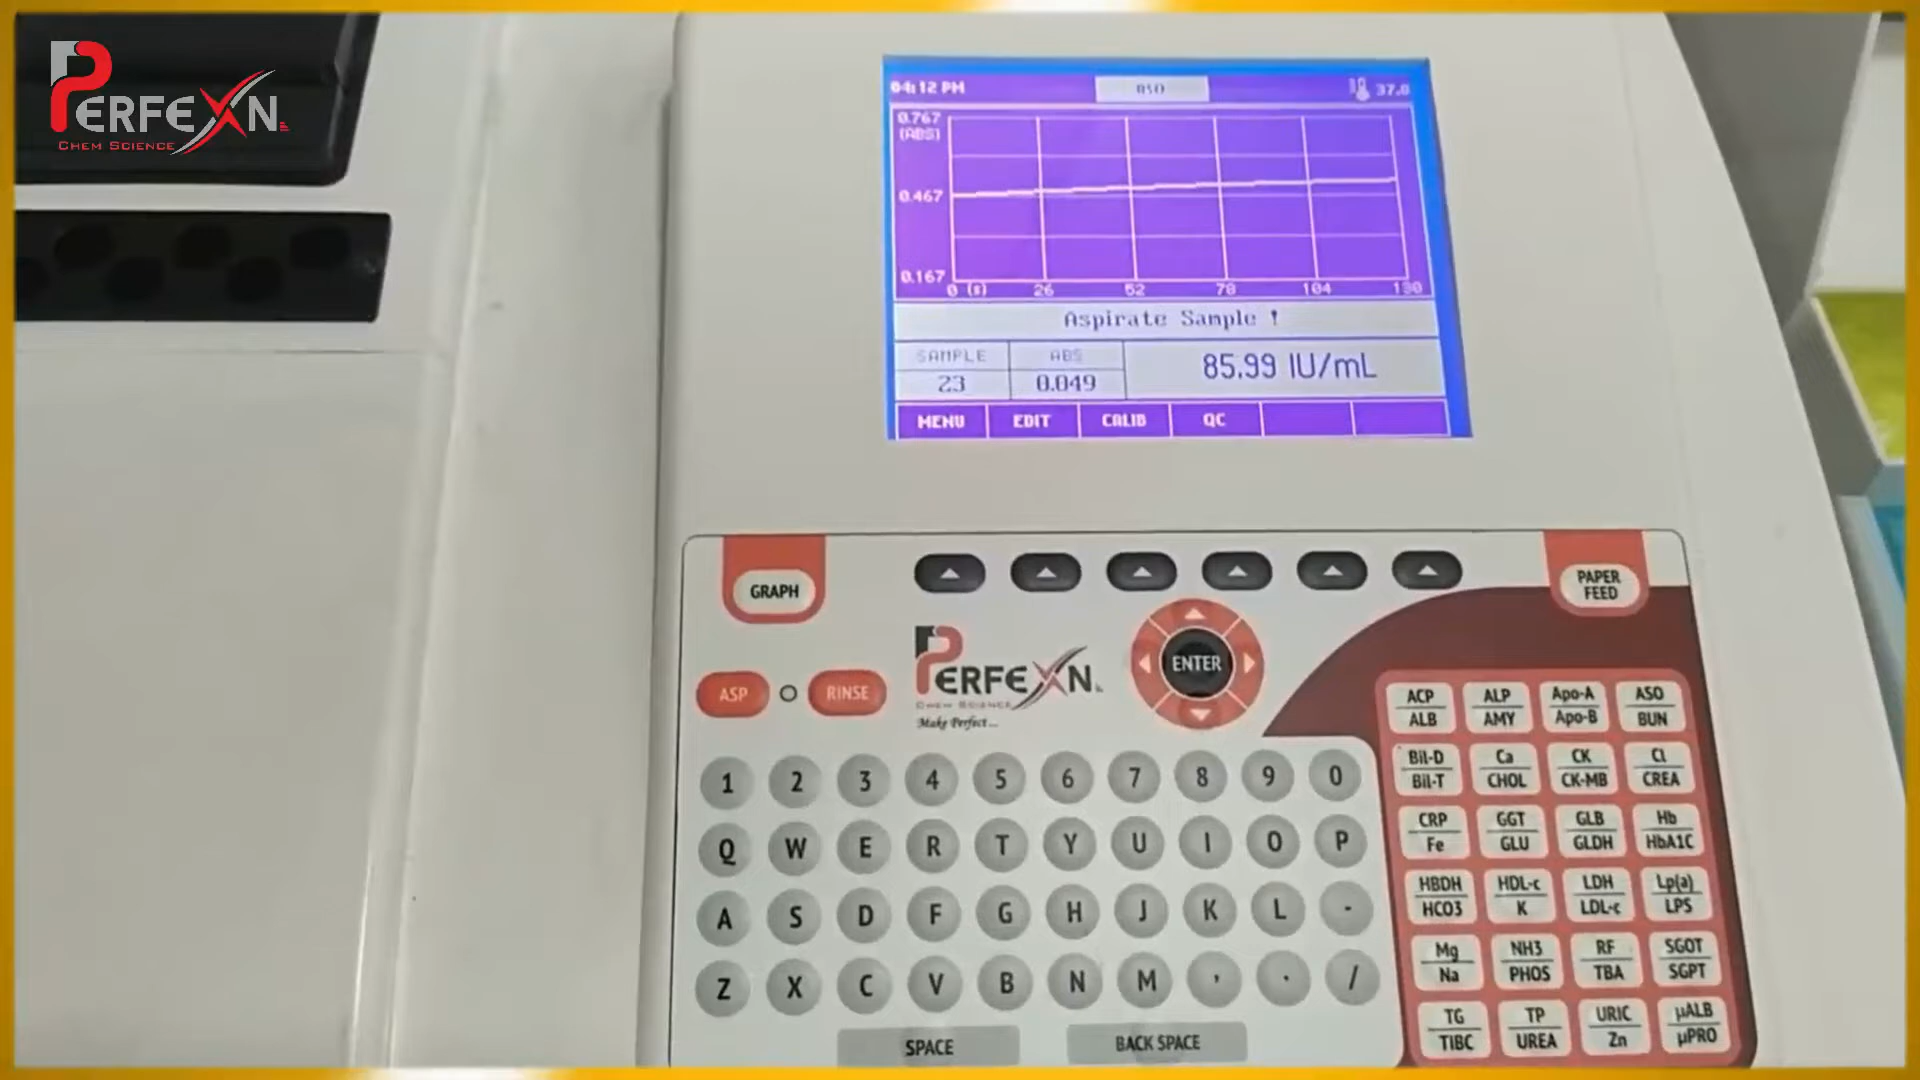 PERFEXN
CHEM SCIENCE
04:12 PM ASO 37.0
0.767
(ABS)
0.467
0.167
0 (s) 26 52 78 104 130
Aspirate Sample !
SAMPLE ABS
23 0.049 85.99 IU/mL
MENU EDIT CALIB QC
GRAPH
PAPER
FEED
ASP RINSE
PERFEXN
CHEM SCIENCE
Make Perfect...
ENTER
1 2 3 4 5 6 7 8 9 0
Q W E R T Y U I O P
A S D F G H J K L -
Z X C V B N M , . /
SPACE BACK SPACE
ACP ALP Apo-A ASO
ALB AMY Apo-B BUN
Bil-D Ca CK Cl
Bil-T CHOL CK-MB CREA
CRP GGT GLB Hb
Fe GLU GLDH HbA1C
HBDH HDL-c LDH Lp(a)
HCO3 K LDL-c LPS
Mg NH3 RF SGOT
Na PHOS TBA SGPT
TG TP URIC µALB
TIBC UREA Zn µPRO